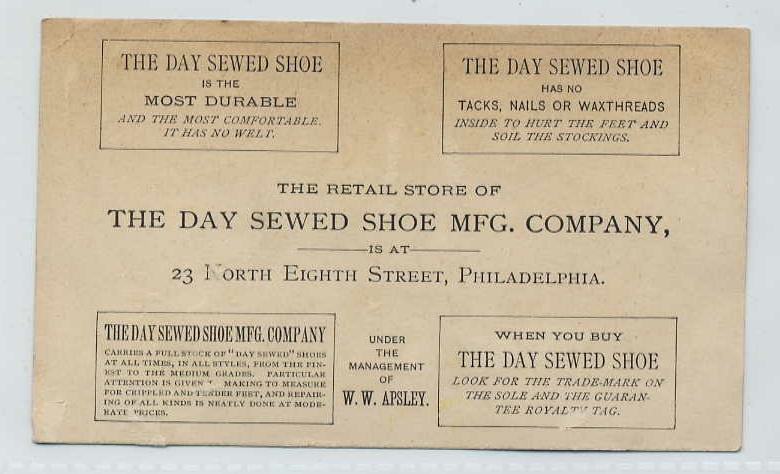 THE DAY SEWED SHOE
IS THE
MOST DURABLE
AND THE MOST COMFORTABLE.
IT HAS NO WELT.
THE DAY SEWED SHOE
HAS NO
TACKS, NAILS OR WAXTHREADS
INSIDE TO HURT THE FEET AND
SOIL THE STOCKINGS.
THE RETAIL STORE OF
THE DAY SEWED SHOE MFG. COMPANY,
IS AT
23 NORTH EIGHTH STREET, PHILADELPHIA.
THE DAY SEWED SHOE MFG. COMPANY
CARRIES A FULL STOCK OF "DAY SEWED" SHOES
AT ALL TIMES, IN ALL STYLES, FROM THE FIN-
EST TO THE MEDIUM GRADES. PARTICULAR
ATTENTION IS GIVEN MAKING TO MEASURE
FOR CRIPPLED AND TENDER FEET, AND REPAIR-
ING OF ALL KINDS IS NEATLY DONE AT MODE-
RATE PRICES.
UNDER
THE
MANAGEMENT
OF
W. W. APSLEY.
WHEN YOU BUY
THE DAY SEWED SHOE
LOOK FOR THE TRADE-MARK ON
THE SOLE AND THE GUARAN-
TEE ROYALTY TAG.